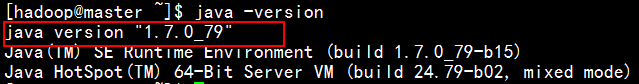 [hadoop@master ~]$ java -version
java version "1.7.0_79"
Java(TM) SE Runtime Environment (build 1.7.0_79-b15)
Java HotSpot(TM) 64-Bit Server VM (build 24.79-b02, mixed mode)